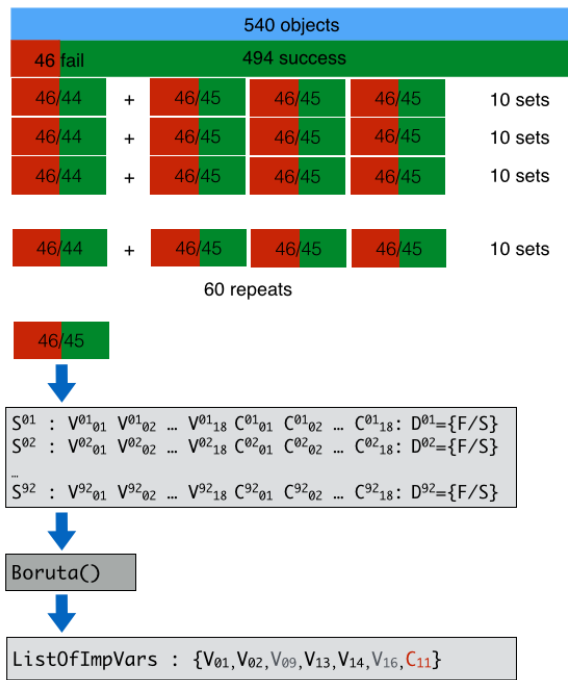 540 objects
46 fail 494 success
46/44 + 46/45 46/45 46/45 10 sets
46/44 + 46/45 46/45 46/45 10 sets
46/44 + 46/45 46/45 46/45 10 sets
46/44 + 46/45 46/45 46/45 10 sets
60 repeats
46/45
S⁰¹ : V⁰¹₀₁ V⁰¹₀₂ … V⁰¹₁₈ C⁰¹₀₁ C⁰¹₀₂ … C⁰¹₁₈: D⁰¹={F/S}
S⁰² : V⁰²₀₁ V⁰²₀₂ … V⁰²₁₈ C⁰²₀₁ C⁰²₀₂ … C⁰²₁₈: D⁰²={F/S}
…
S⁹² : V⁹²₀₁ V⁹²₀₂ … V⁹²₁₈ C⁹²₀₁ C⁹²₀₂ … C⁹²₁₈: D⁹²={F/S}
Boruta()
ListOfImpVars : {V₀₁,V₀₂,V₀₉,V₁₃,V₁₄,V₁₆,C₁₁}